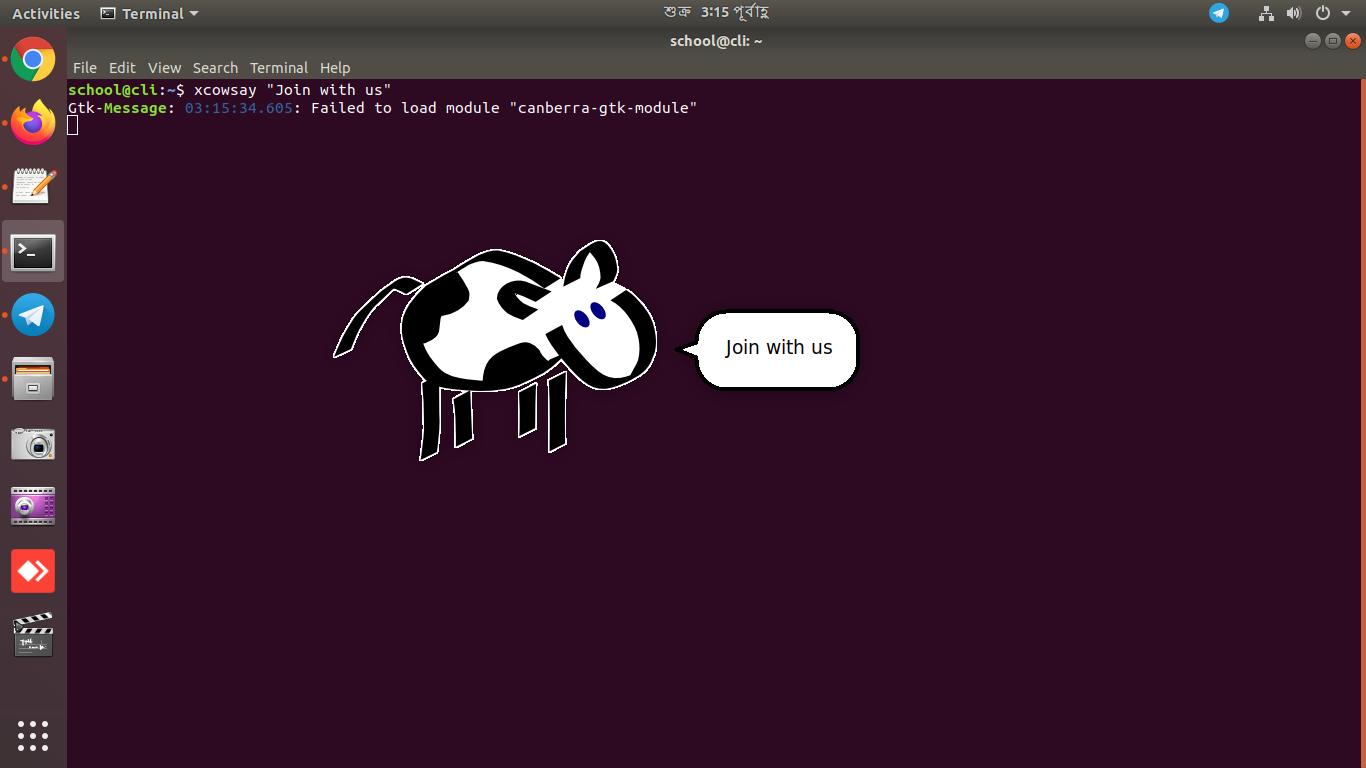 Activities Terminal শুক্র 3:15 পূর্বাহ্ণ
school@cli: ~
File Edit View Search Terminal Help
school@cli:~$ xcowsay "Join with us"
Gtk-Message: 03:15:34.605: Failed to load module "canberra-gtk-module"
Join with us